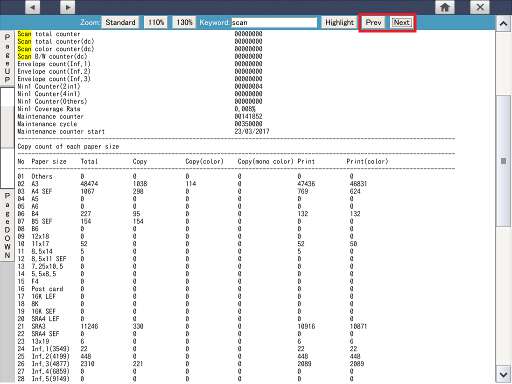 Zoom: Standard 110% 130% Keyword: scan Highlight Prev Next
Page UP
Page DOWN
Scan total counter 00000000
Scan total counter(dc) 00000000
Scan color counter(dc) 00000000
Scan B/W counter(dc) 00000000
Envelope count(Inf,1) 00000000
Envelope count(Inf,2) 00000000
Envelope count(Inf,3) 00000000
Nin1 Counter(2in1) 00000004
Nin1 Counter(4in1) 00000000
Nin1 Counter(Others) 00000000
Nin1 Coverage Rate 0,008%
Maintenance counter 00141852
Maintenance cycle 00350000
Maintenance counter start 23/03/2017
Copy count of each paper size
No Paper size Total Copy Copy(color) Copy(mono color) Print Print(color)
01 Others 0 0 0 0 0 0
02 A3 48474 1038 114 0 47436 46831
03 A4 SEF 1067 298 0 0 769 624
04 A5 0 0 0 0 0 0
05 A6 0 0 0 0 0 0
06 B4 227 95 0 0 132 132
07 B5 SEF 154 154 0 0 0 0
08 B6 0 0 0 0 0 0
09 12x18 0 0 0 0 0 0
10 11x17 52 0 0 0 52 50
11 8,5x14 5 0 0 0 5 0
12 8,5x11 SEF 0 0 0 0 0 0
13 7,25x10,5 0 0 0 0 0 0
14 5,5x8,5 0 0 0 0 0 0
15 F4 0 0 0 0 0 0
16 Post card 0 0 0 0 0 0
17 16K LEF 0 0 0 0 0 0
18 8K 0 0 0 0 0 0
19 16K SEF 0 0 0 0 0 0
20 SRA4 LEF 0 0 0 0 0 0
21 SRA3 11246 330 0 0 10916 10871
22 SRA4 SEF 0 0 0 0 0 0
23 13x19 6 0 0 0 6 6
24 Inf,1(3549) 22 0 0 0 22 22
25 Inf,2(4199) 448 0 0 0 448 448
26 Inf,3(4877) 2310 221 0 0 2089 2089
27 Inf,4(6859) 0 0 0 0 0 0
28 Inf,5(9149) 0 0 0 0 0 0